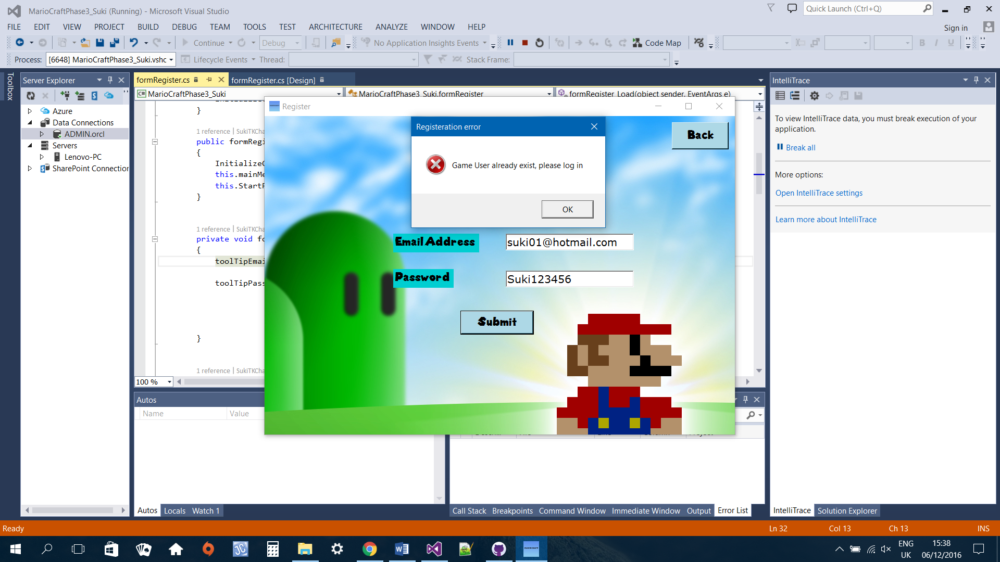 MarioCraftPhase3_Suki (Running) - Microsoft Visual Studio
Quick Launch (Ctrl+Q)
FILE EDIT VIEW PROJECT BUILD DEBUG TEAM TOOLS TEST ARCHITECTURE ANALYZE WINDOW HELP
Sign in
Continue Debug No Application Insights Events Code Map B I U
Process: [6648] MarioCraftPhase3_Suki.vshc Lifecycle Events Thread: Stack Frame:
Toolbox
Server Explorer
Azure
Data Connections
ADMIN.orcl
Servers
Lenovo-PC
SharePoint Connection
formRegister.cs formRegister.cs [Design]
MarioCraftPhase3_Suki MarioCraftPhase3_Suki.formRegister formRegister_Load(object sender, EventArgs e)
}
1 reference | SukiTKCha
public formRegi
{
InitializeC
this.mainMe
this.StartP
}
1 reference | SukiTKCha
private void fo
{
toolTipEmai
toolTipPass
}
1 reference | SukiTKCha
100 %
Register
Back
Registeration error
Game User already exist, please log in
OK
Email Address suki01@hotmail.com
Password Suki123456
Submit
IntelliTrace
To view IntelliTrace data, you must break execution of your
application.
Break all
More options:
Open IntelliTrace settings
Learn more about IntelliTrace
Autos
Name Value
Autos Locals Watch 1
Call Stack Breakpoints Command Window Immediate Window Output Error List
IntelliTrace Solution Explorer
Ready Ln 32 Col 13 Ch 13 INS
JC
MARIOCRAFT
ENG
UK
15:38
06/12/2016